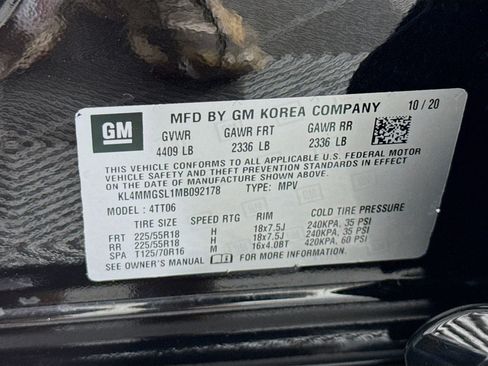 MFD BY GM KOREA COMPANY 10/20
GM
GVWR GAWR FRT GAWR RR
4409 LB 2336 LB 2336 LB
THIS VEHICLE CONFORMS TO ALL APPLICABLE U.S. FEDERAL MOTOR
VEHICLE SAFETY AND THEFT PREVENTION STANDARDS IN EFFECT ON
THE DATE OF MANUFACTURE SHOWN ABOVE.
KL4MMGSL1MB092178 TYPE: MPV
MODEL: 4TT06
TIRE SIZE SPEED RTG RIM COLD TIRE PRESSURE
FRT 225/55R18 H 18x7.5J 240KPA, 35 PSI
RR 225/55R18 H 18x7.5J 240KPA, 35 PSI
SPA T125/70R16 M 16x4.0BT 420KPA, 60 PSI
SEE OWNER'S MANUAL FOR MORE INFORMATION.